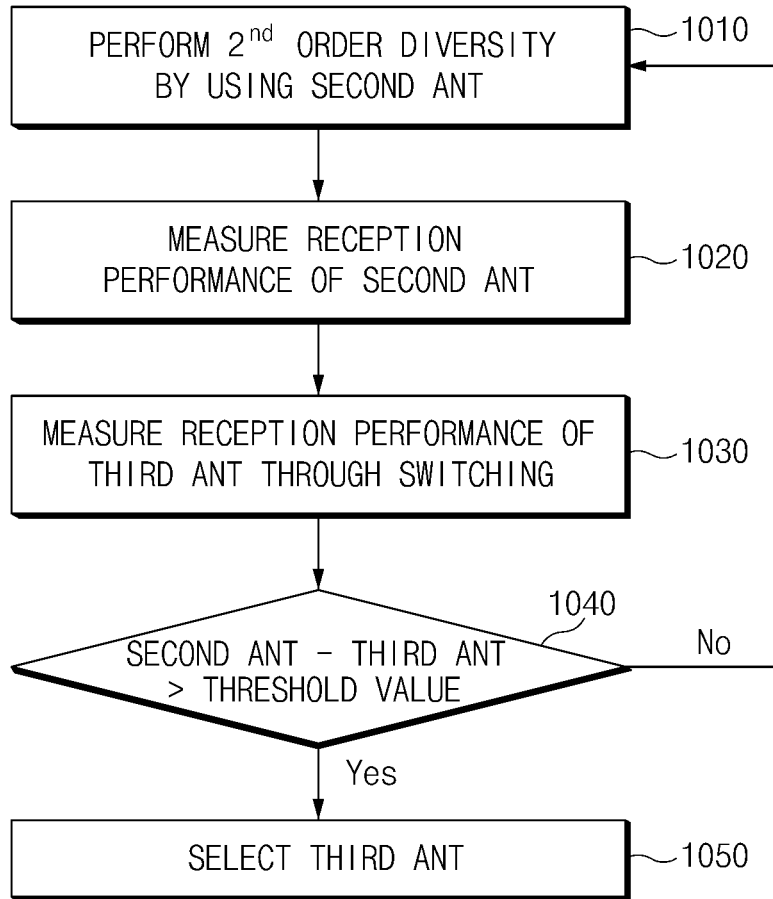 PERFORM 2nd ORDER DIVERSITY
BY USING SECOND ANT
1010
MEASURE RECEPTION
PERFORMANCE OF SECOND ANT
1020
MEASURE RECEPTION PERFORMANCE OF
THIRD ANT THROUGH SWITCHING
1030
1040
SECOND ANT - THIRD ANT
> THRESHOLD VALUE
No
Yes
SELECT THIRD ANT
1050